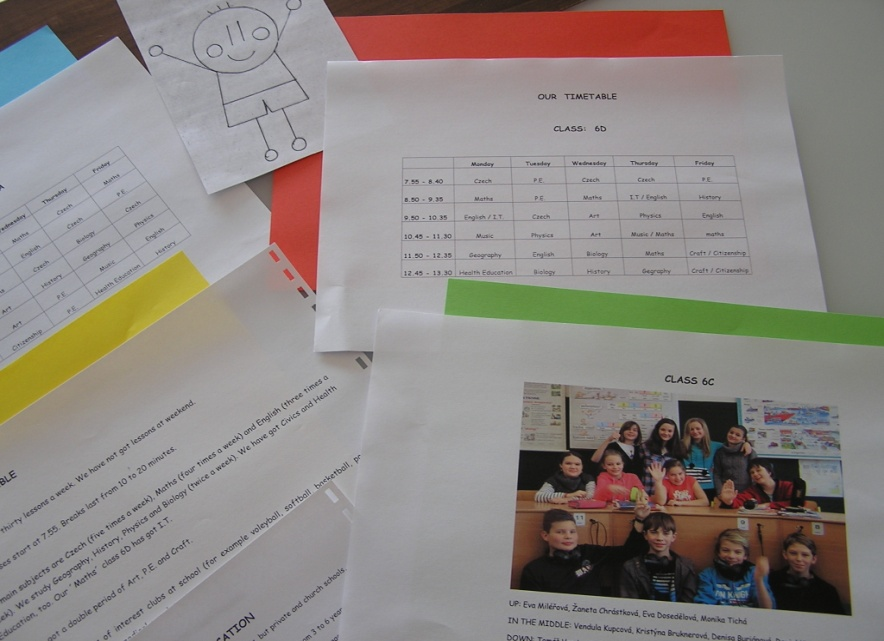 OUR TIMETABLE
CLASS: 6D
Monday Tuesday Wednesday Thursday Friday
7.55 - 8.40 Czech P.E. Czech Czech P.E.
8.50 - 9.35 Maths P.E. Maths I.T / English History
9.50 - 10.35 English / I.T. Czech Art Physics English
10.45 - 11.30 Music Physics Art Music / Maths maths
11.50 - 12.35 Geography English Biology Maths Craft / Citizenship
12.45 - 13.30 Health Education Biology History Gegraphy Craft / Citizenship
Thursday Friday
Maths Czech Maths
English Czech P.E.
Czech Biology Czech
History Geography Physics
Art P.E. Music English
Art P.E. Health Education History
Citizenship
thirty lessons a week. We have not got lessons at weekend.
start at 7.55. Breaks last from 10 to 20 minutes.
main subjects are Czech (five times a week), Maths (four times a week) and English (three times a
We study Geography, History, Physics and Biology (twice a week). We have got Civics and Health
Education, too. Our "Maths" class 6D has got I.T.
got a double period of Art, P.E. and Craft.
of interest clubs at school (for example volleyball, softball, basketball,
but private and church schools.
CLASS 6C
UP: Eva Miléřová, Žaneta Chrástková, Eva Dosedělová, Monika Tichá
IN THE MIDDLE: Vendula Kupcová, Kristýna Bruknerová, Denisa
DOWN: